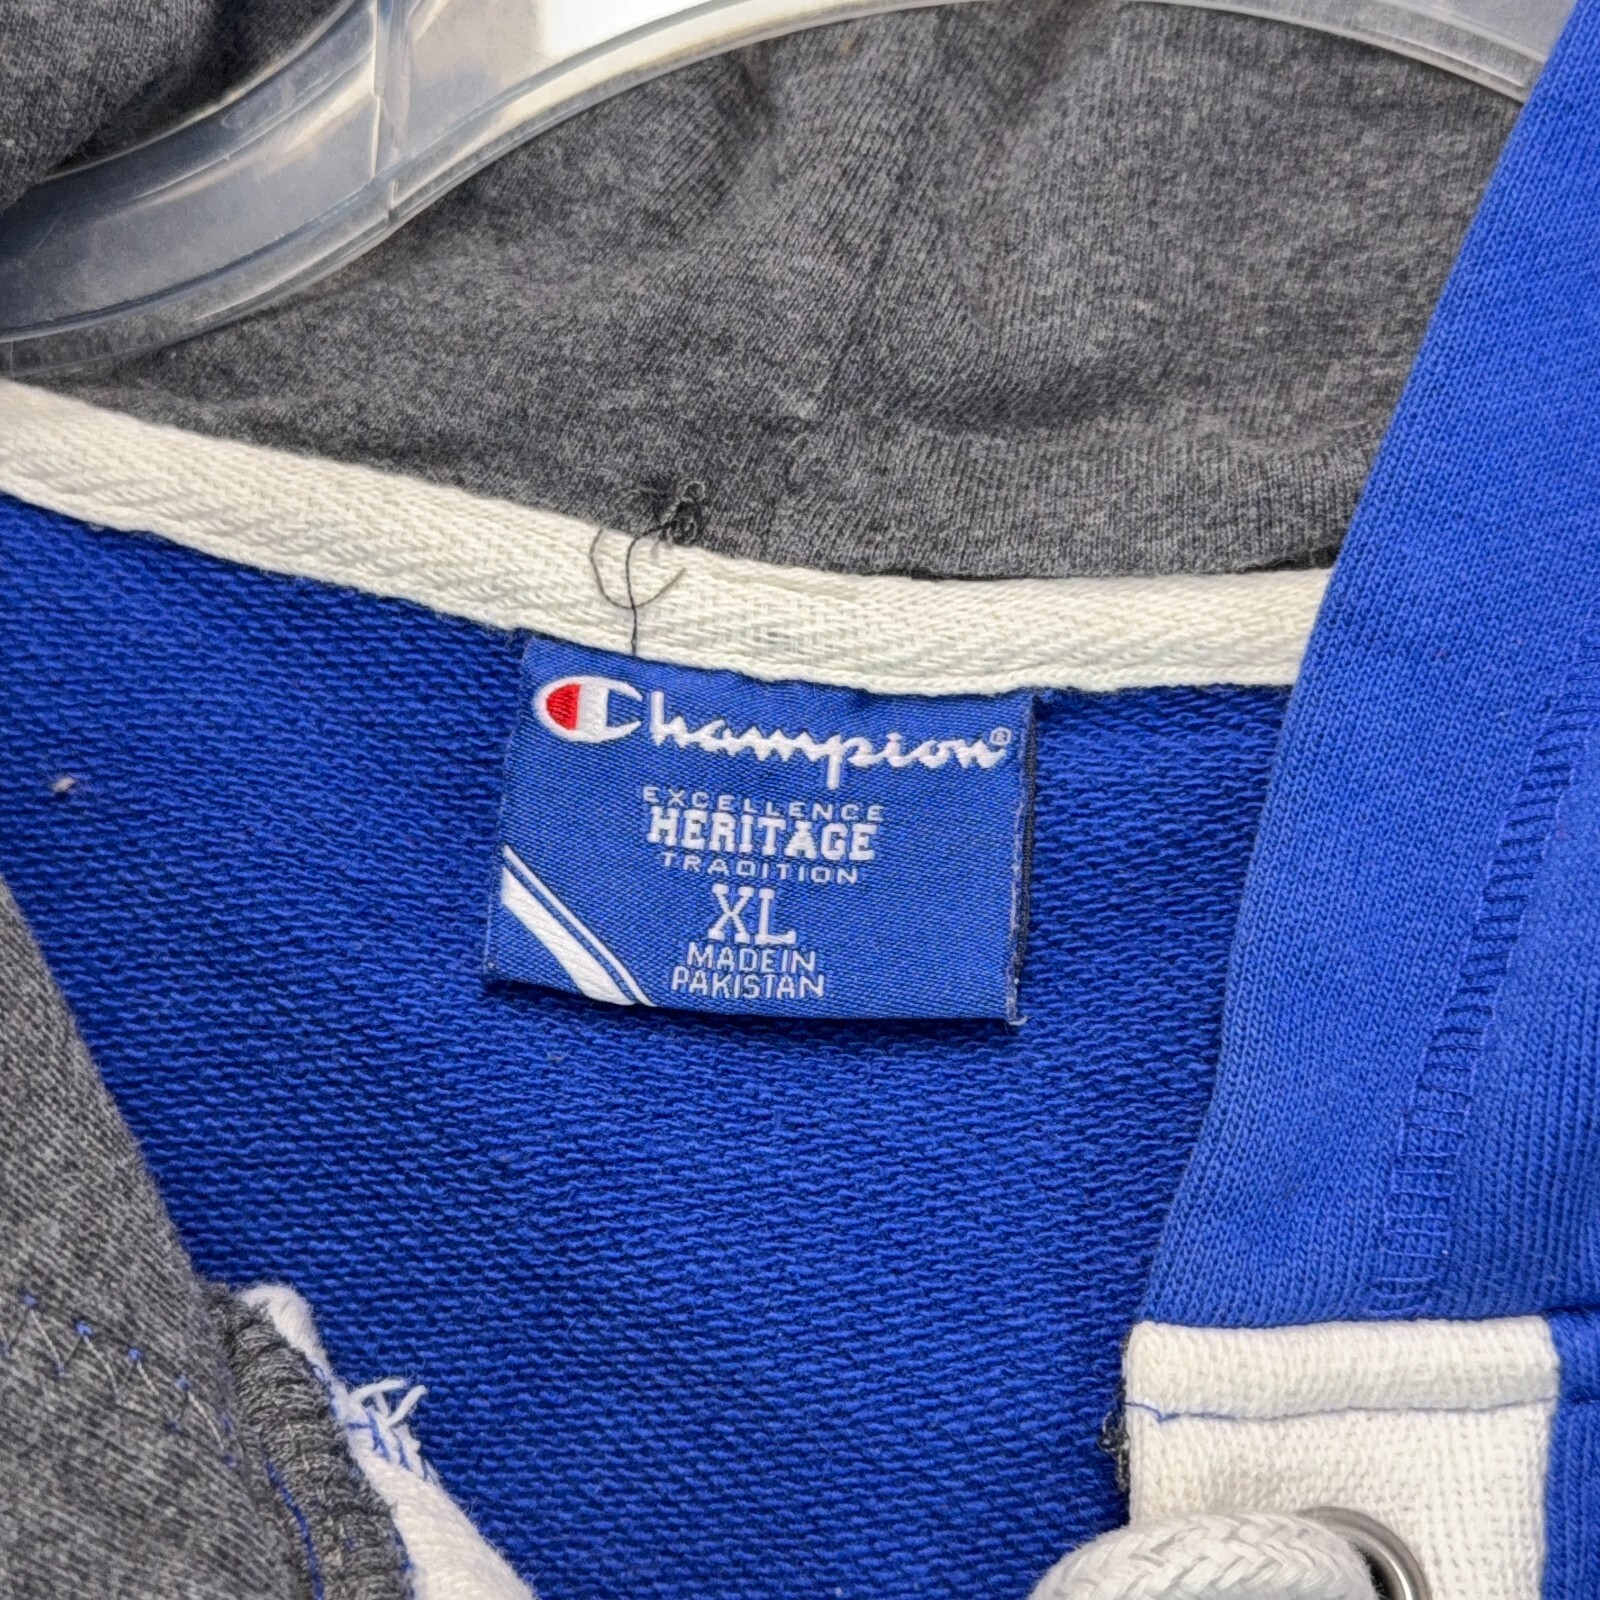 Champion®
EXCELLENCE
HERITAGE
TRADITION
XL
MADE IN
PAKISTAN